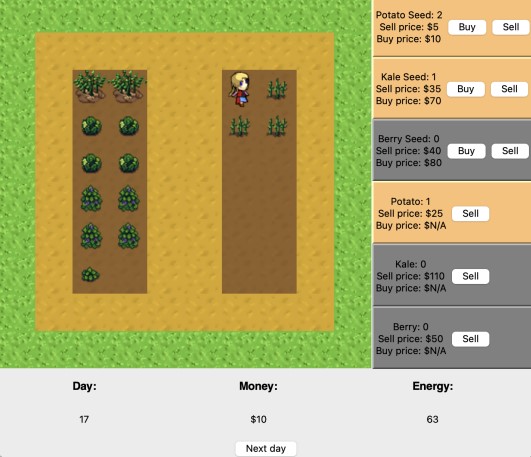 Potato Seed: 2
Sell price: $5
Buy price: $10
Buy
Sell
Kale Seed: 1
Sell price: $35
Buy price: $70
Buy
Sell
Berry Seed: 0
Sell price: $40
Buy price: $80
Buy
Sell
Potato: 1
Sell price: $25
Buy price: $N/A
Sell
Kale: 0
Sell price: $110
Buy price: $N/A
Sell
Berry: 0
Sell price: $50
Buy price: $N/A
Sell
Day:
Money:
Energy:
17
$10
63
Next day